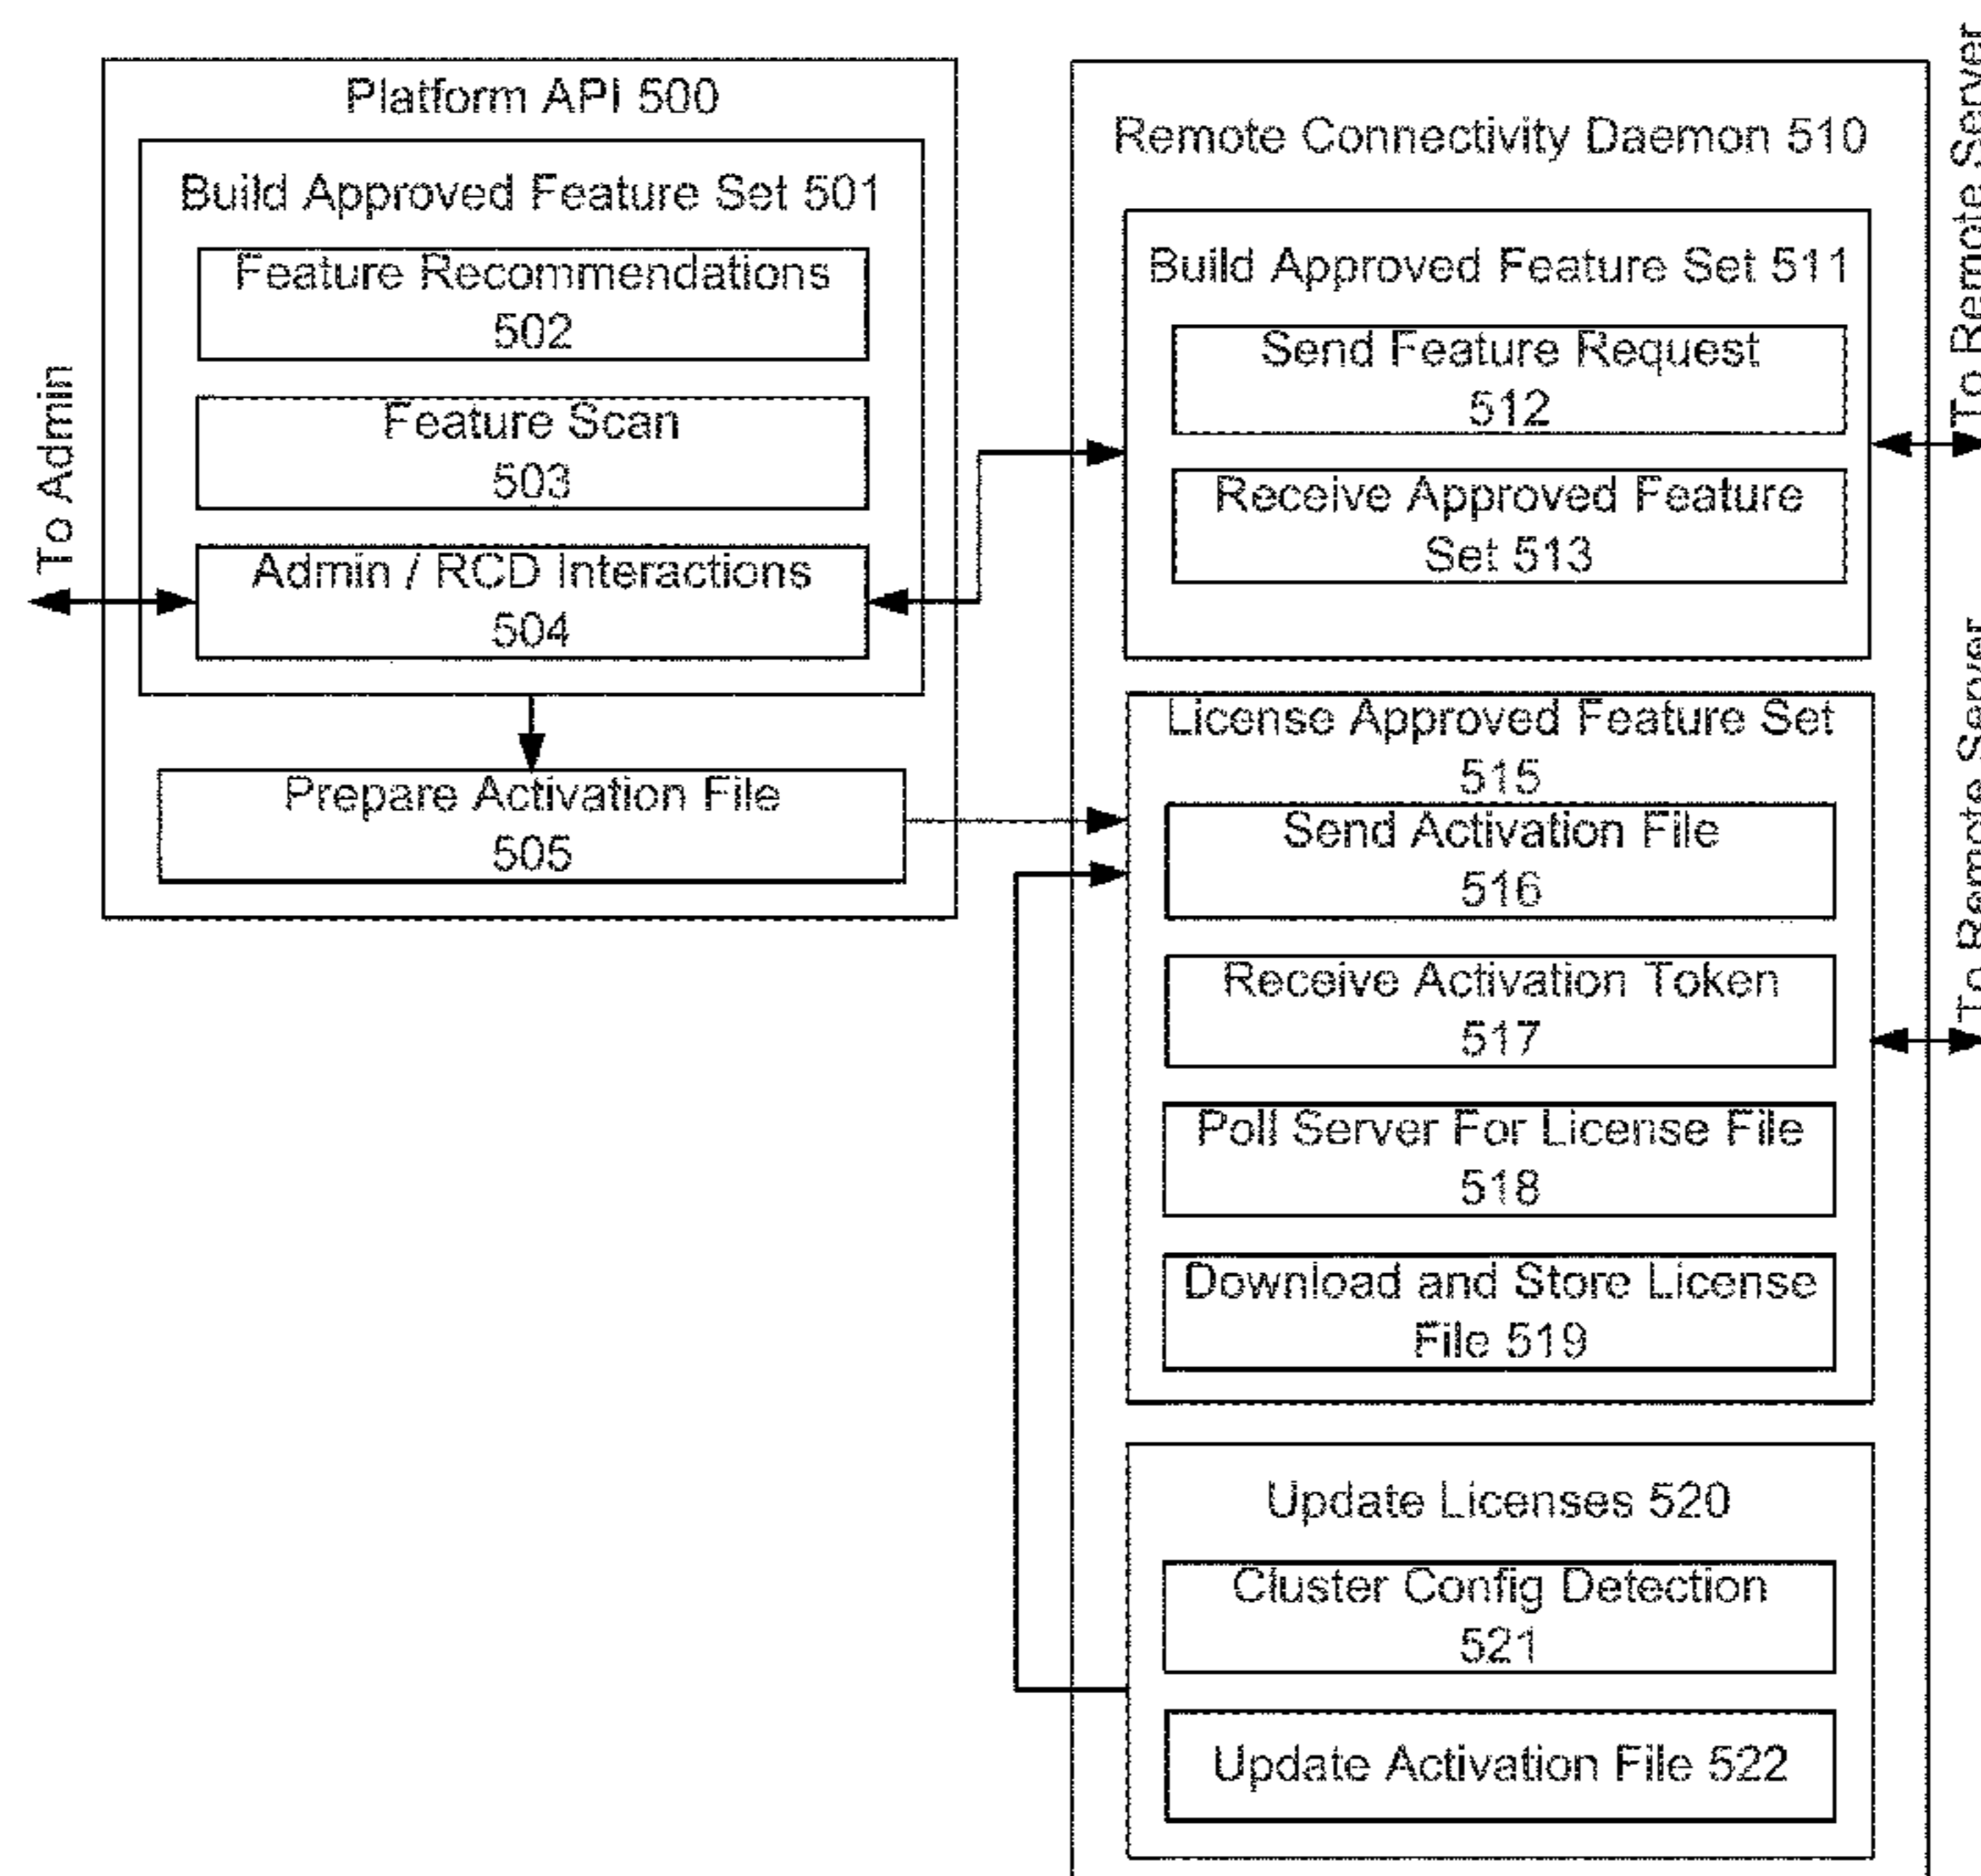 Platform API 500
Build Approved Feature Set 501
Feature Recommendations
502
Feature Scan
503
Admin / RCD Interactions
504
Prepare Activation File
505
To Admin
Remote Connectivity Daemon 510
Build Approved Feature Set 511
Send Feature Request
512
Receive Approved Feature
Set 513
License Approved Feature Set
515
Send Activation File
516
Receive Activation Token
517
Poll Server For License File
518
Download and Store License
File 519
Update Licenses 520
Cluster Config Detection
521
Update Activation File 522
To Remote Server
To Remote Server